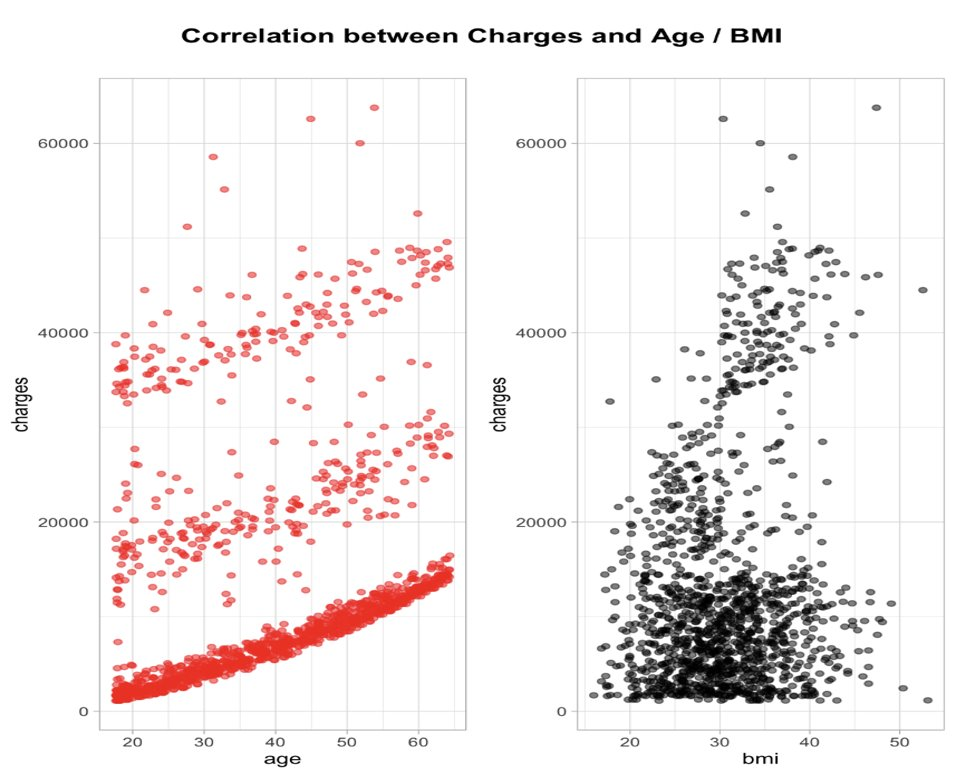 Correlation between Charges and Age / BMI
charges
60000
40000
20000
0
20 30 40 50 60
age
charges
60000
40000
20000
0
20 30 40 50
bmi